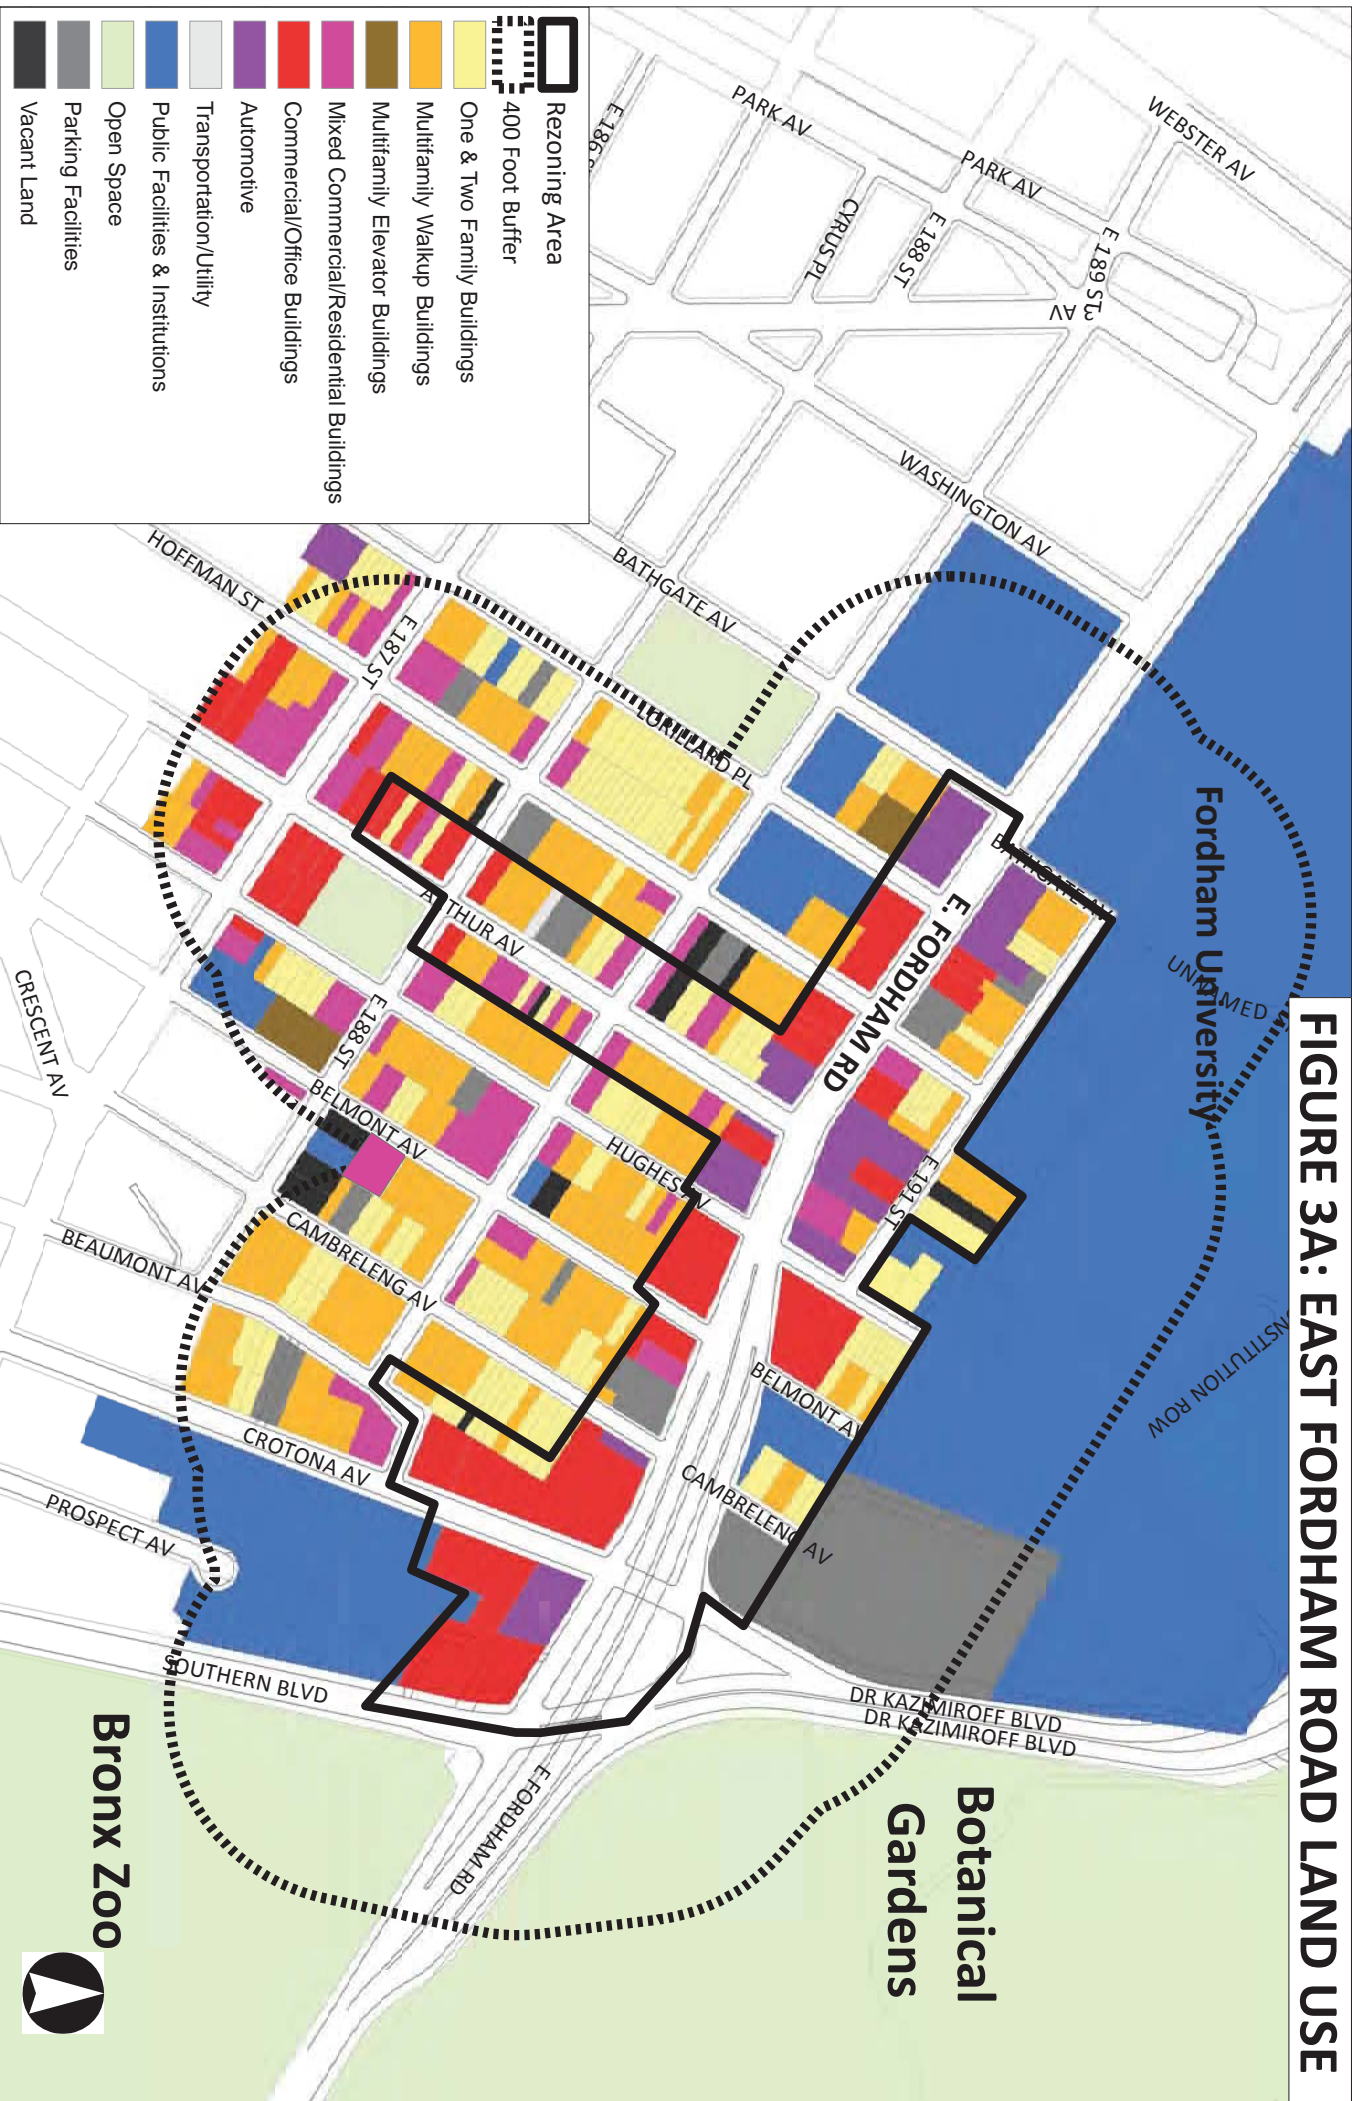 FIGURE 3A: EAST FORDHAM ROAD LAND USE
WEBSTER AV
PARK AV
PARK AV
E 189 ST
3 AV
E 188 ST
CYRUS PL
E 186 S
WASHINGTON AV
BATHGATE AV
LORILLARD PL
HOFFMAN ST
E 187 ST
Fordham University
UNNAMED
BATHGATE AV
E. FORDHAM RD
ARTHUR AV
E 191 ST
HUGHES AV
E 188 ST
BELMONT AV
CRESCENT AV
CAMBRELENG AV
BEAUMONT AV
BELMONT AV
CAMBRELENG AV
CROTONA AV
PROSPECT AV
SOUTHERN BLVD
DR KAZIMIROFF BLVD
DR KAZIMIROFF BLVD
E FORDHAM RD
Botanical
Gardens
Bronx Zoo
Rezoning Area
400 Foot Buffer
One & Two Family Buildings
Multifamily Walkup Buildings
Multifamily Elevator Buildings
Mixed Commercial/Residential Buildings
Commercial/Office Buildings
Automotive
Transportation/Utility
Public Facilities & Institutions
Open Space
Parking Facilities
Vacant Land